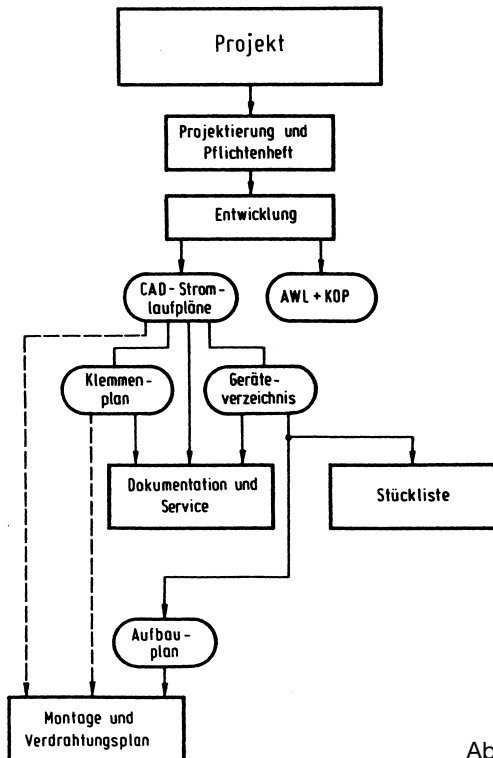 Projekt
Projektierung und
Pflichtenheft
Entwicklung
CAD-Strom-
laufpläne
AWL+KOP
Klemmen-
plan
Geräte-
verzeichnis
Dokumentation und
Service
Stückliste
Aufbau-
plan
Montage und
Verdrahtungsplan
Ab